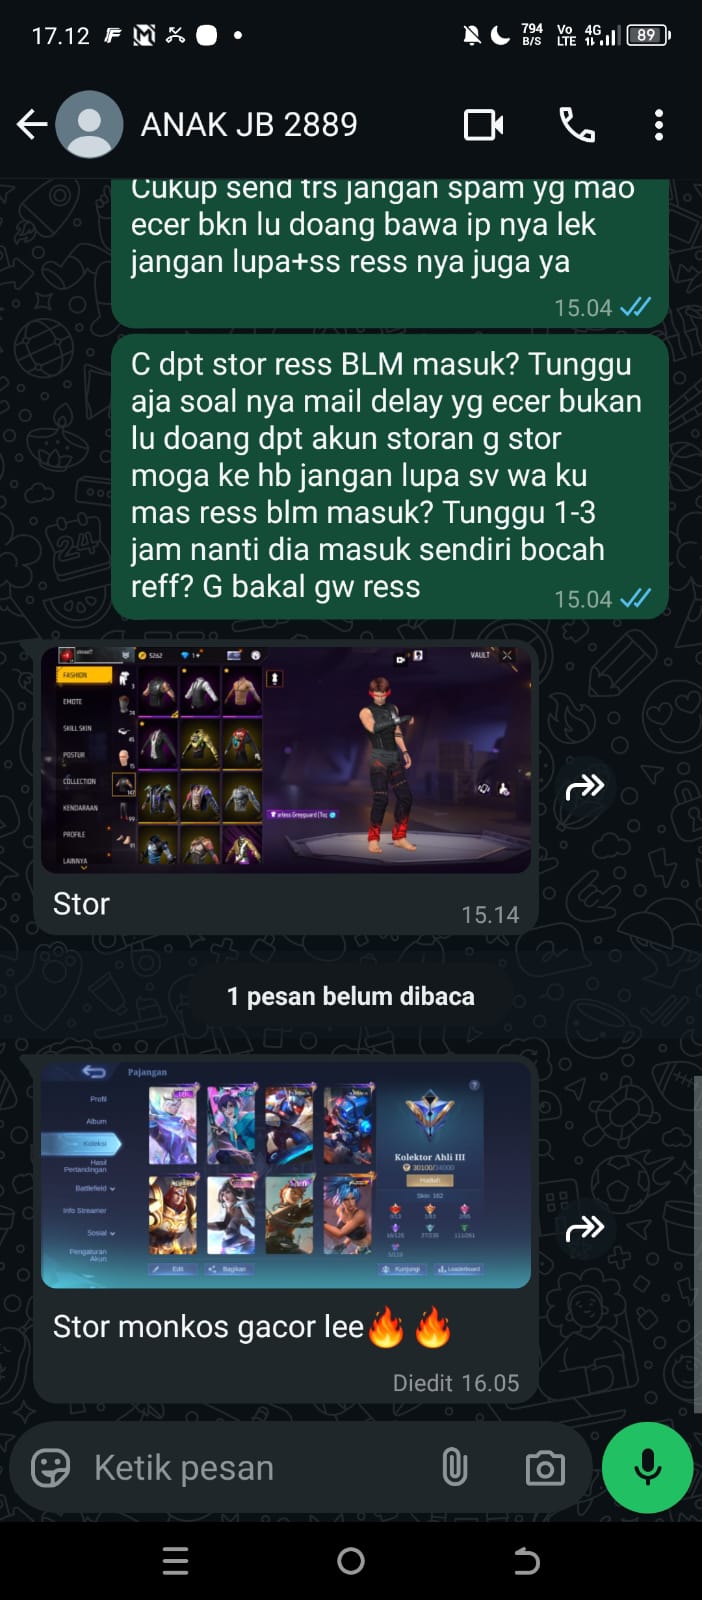 17.12
794
B/S
Vo
LTE
4G
89
ANAK JB 2889
Cukup send trs jangan spam yg mao
ecer bkn lu doang bawa ip nya lek
jangan lupa+ss ress nya juga ya
15.04
C dpt stor ress BLM masuk? Tunggu
aja soal nya mail delay yg ecer bukan
lu doang dpt akun storan g stor
moga ke hb jangan lupa sv wa ku
mas ress blm masuk? Tunggu 1-3
jam nanti dia masuk sendiri bocah
reff? G bakal gw ress
15.04
5262
VAULT
FASHION
EMOTE
SKILL SKIN
POSTUR
COLLECTION
KENDARAAN
PROFILE
LAINNYA
Stor
15.14
1 pesan belum dibaca
Pajangan
Profil
Album
Koleksi
Hasil
Pertandingan
Battlefield
Info Streamer
Sosial
Pengaturan
Akun
Kolektor Ahli III
30100/34000
Hadiah
Skin 162
Edit
Bagikan
Kunjungi
Leaderboard
Stor monkos gacor lee🔥🔥
Diedit 16.05
Ketik pesan